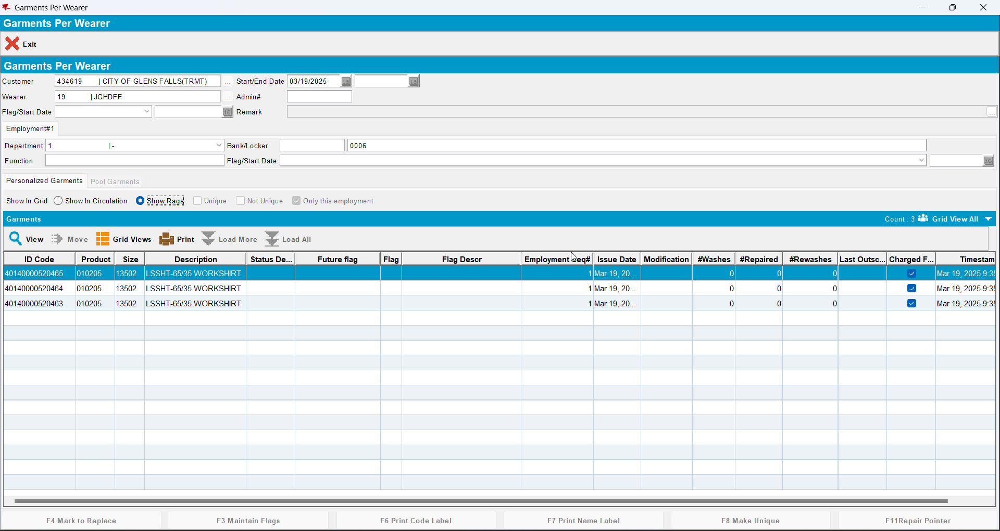 Garments Per Wearer
Garments Per Wearer
Exit
Garments Per Wearer
Customer 434619 | CITY OF GLENS FALLS(TRMT) ... Start/End Date 03/19/2025
Wearer 19 | JGHDFF ... Admin#
Flag/Start Date Remark ...
Employment#1
Department 1 | - Bank/Locker 0006
Function Flag/Start Date
Personalized Garments Pool Garments
Show In Grid Show In Circulation Show Rags Unique Not Unique Only this employment
Garments Count : 3 Grid View All
View Move Grid Views Print Load More Load All
ID Code Product Size Description Status De... Future flag Flag Flag Descr Employment eq# Issue Date Modification #Washes #Repaired #Rewashes Last Outsc... Charged F... Timestam
40140000520465 010205 13502 LSSHT-65/35 WORKSHIRT 1 Mar 19, 20... 0 0 0 Mar 19, 2025 9:35
40140000520464 010205 13502 LSSHT-65/35 WORKSHIRT 1 Mar 19, 20... 0 0 0 Mar 19, 2025 9:35
40140000520463 010205 13502 LSSHT-65/35 WORKSHIRT 1 Mar 19, 20... 0 0 0 Mar 19, 2025 9:35
F4 Mark to Replace F3 Maintain Flags F6 Print Code Label F7 Print Name Label F8 Make Unique F11Repair Pointer